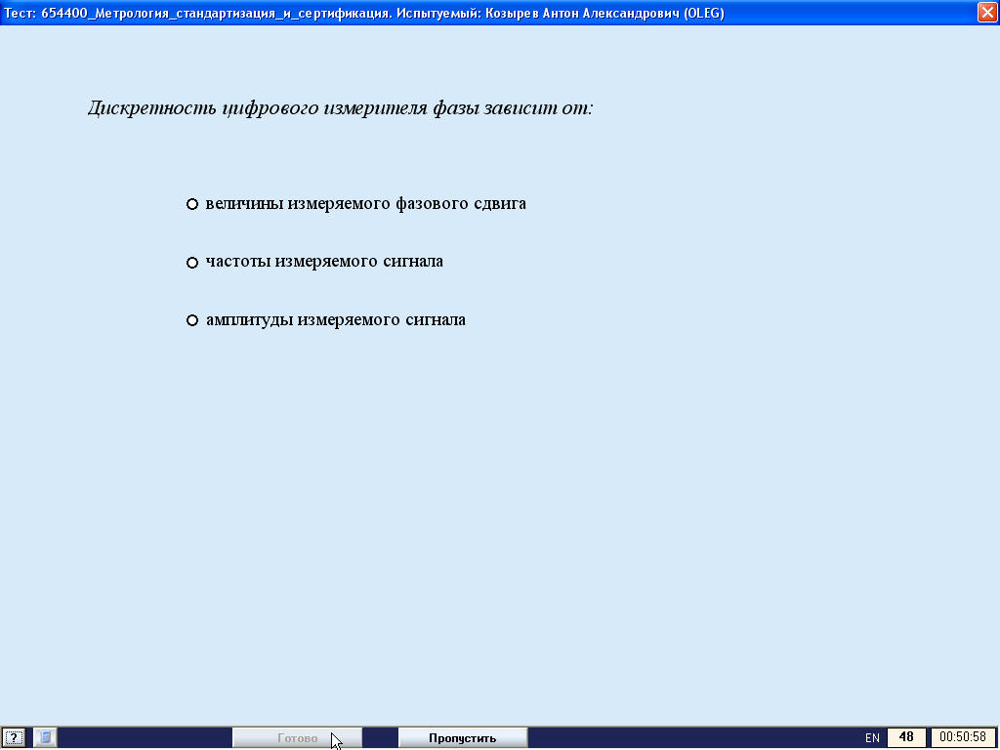 Тест: 654400_Метрология_стандартизация_и_сертификация. Испытуемый: Козырев Антон Александрович (OLEG)
Дискретность цифрового измерителя фазы зависит от:
величины измеряемого фазового сдвига
частоты измеряемого сигнала
амплитуды измеряемого сигнала
? Готово Пропустить EN 48 00:50:58